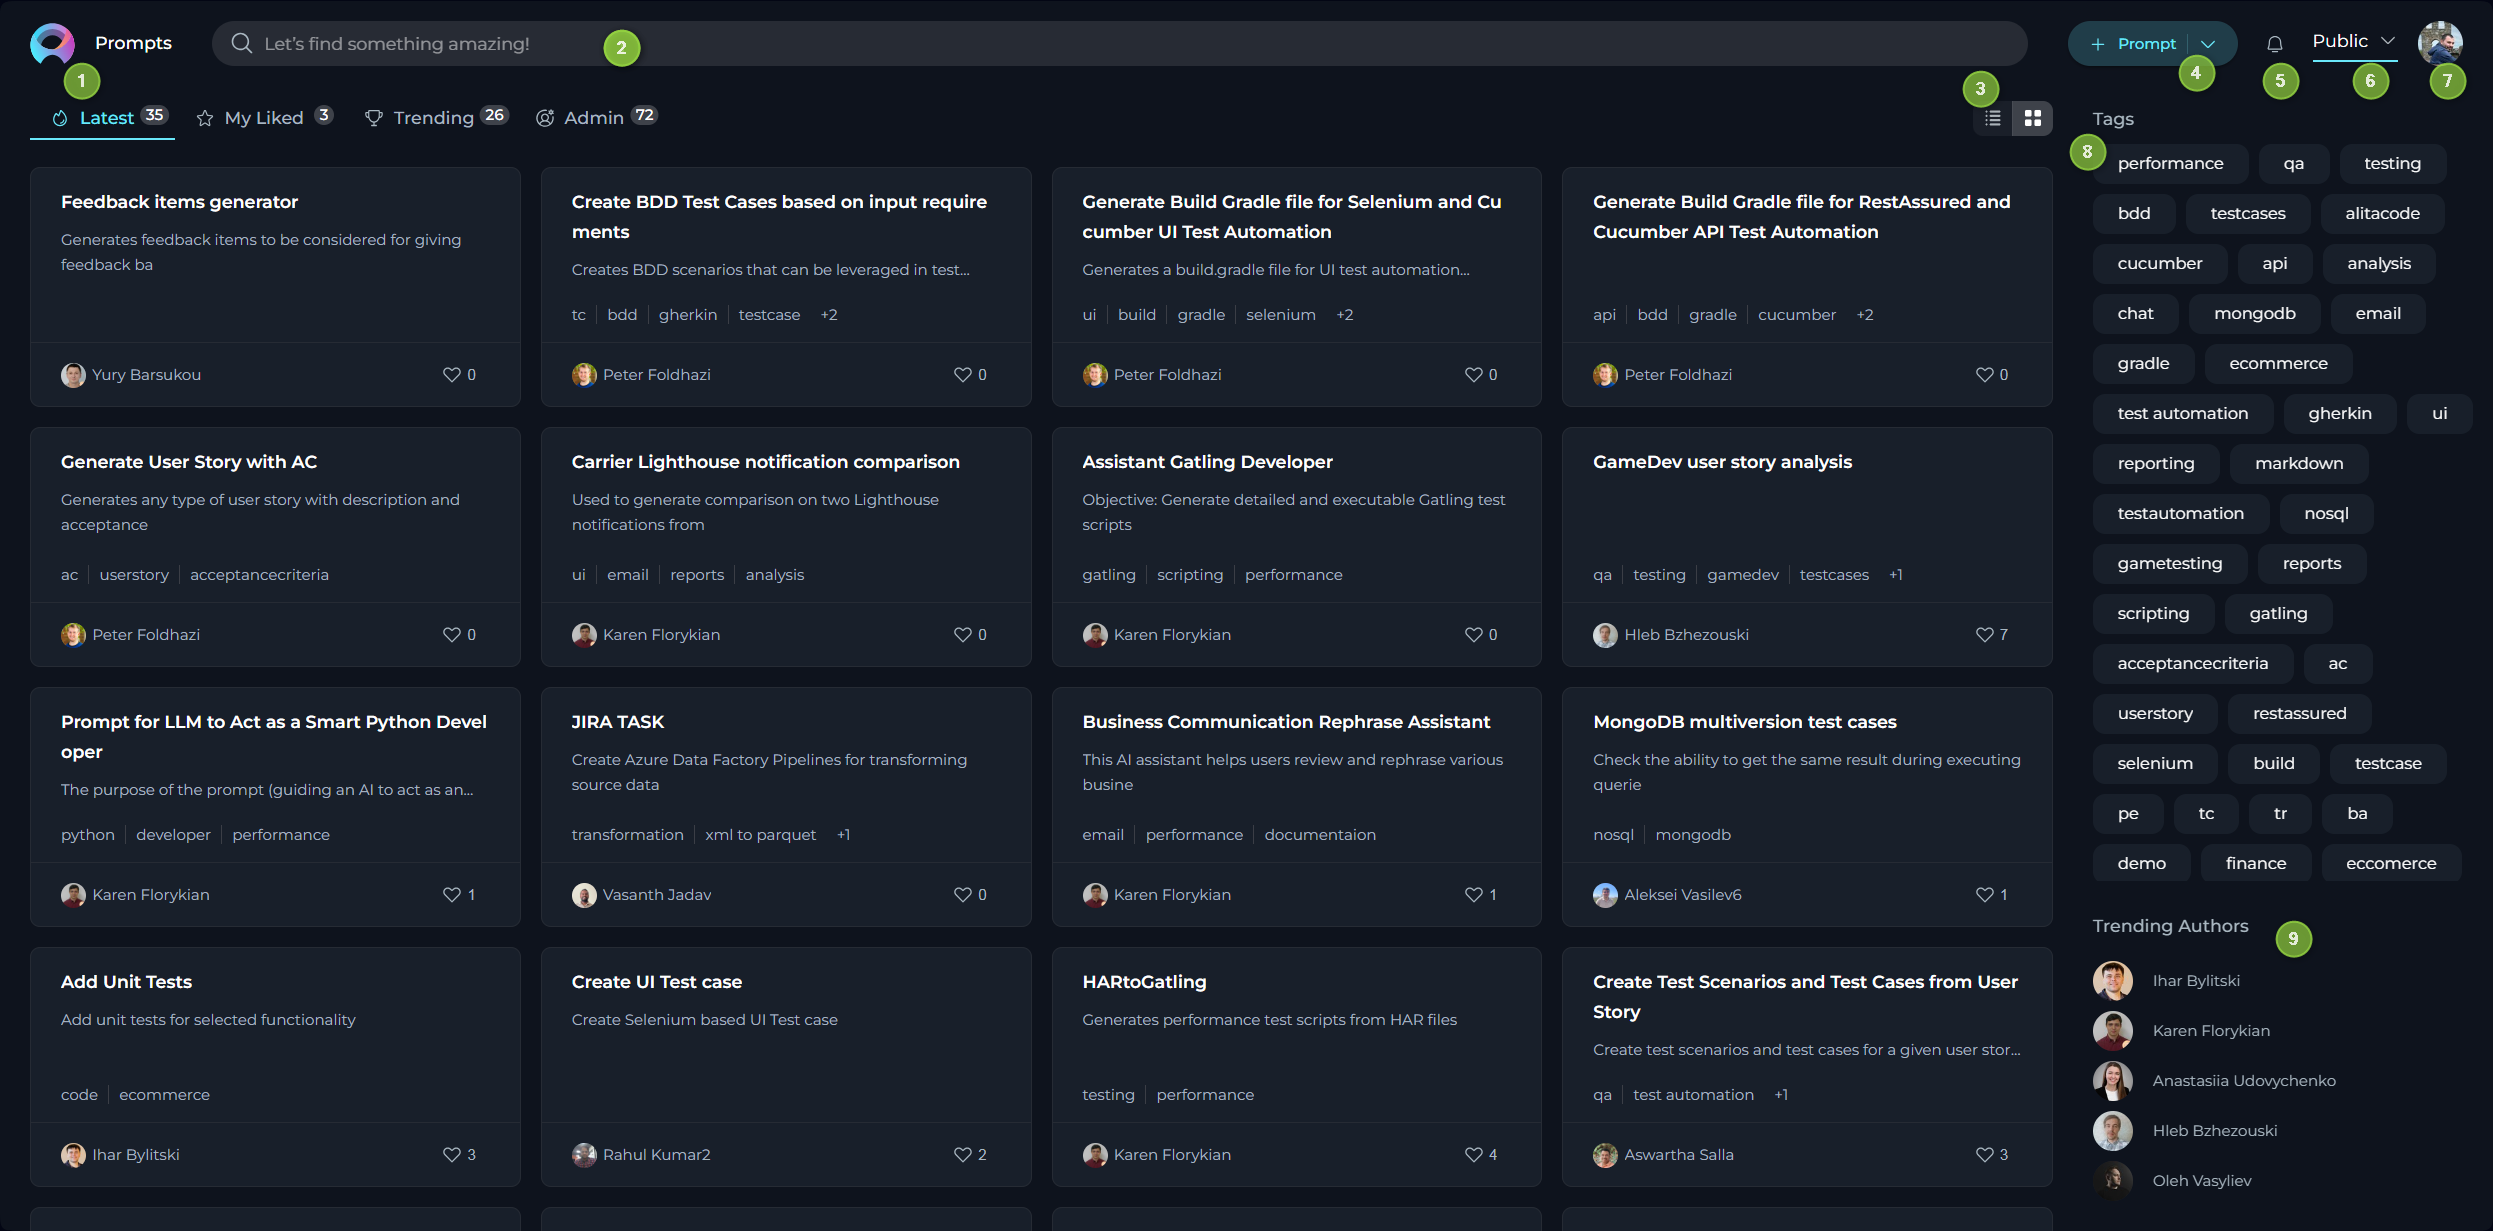 Prompts
Let's find something amazing!
2
+ Prompt
Public
1
3
4
5
6
7
Latest 35
My Liked 3
Trending 26
Admin 72
Feedback items generator
Generates feedback items to be considered for giving
feedback ba
Yury Barsukou
0
Create BDD Test Cases based on input require
ments
Creates BDD scenarios that can be leveraged in test...
tc bdd gherkin testcase +2
Peter Foldhazi
0
Generate Build Gradle file for Selenium and Cu
cumber UI Test Automation
Generates a build.gradle file for UI test automation...
ui build gradle selenium +2
Peter Foldhazi
0
Generate Build Gradle file for RestAssured and
Cucumber API Test Automation
api bdd gradle cucumber +2
Peter Foldhazi
0
Generate User Story with AC
Generates any type of user story with description and
acceptance
ac userstory acceptancecriteria
Peter Foldhazi
0
Carrier Lighthouse notification comparison
Used to generate comparison on two Lighthouse
notifications from
ui email reports analysis
Karen Florykian
0
Assistant Gatling Developer
Objective: Generate detailed and executable Gatling test
scripts
gatling scripting performance
Karen Florykian
0
GameDev user story analysis
qa testing gamedev testcases +1
Hleb Bzhezouski
7
Prompt for LLM to Act as a Smart Python Devel
oper
The purpose of the prompt (guiding an AI to act as an...
python developer performance
Karen Florykian
1
JIRA TASK
Create Azure Data Factory Pipelines for transforming
source data
transformation xml to parquet +1
Vasanth Jadav
0
Business Communication Rephrase Assistant
This AI assistant helps users review and rephrase various
busine
email performance documentaion
Karen Florykian
1
MongoDB multiversion test cases
Check the ability to get the same result during executing
querie
nosql mongodb
Aleksei Vasilev6
1
Add Unit Tests
Add unit tests for selected functionality
code ecommerce
Ihar Bylitski
3
Create UI Test case
Create Selenium based UI Test case
Rahul Kumar2
2
HARtoGatling
Generates performance test scripts from HAR files
testing performance
Karen Florykian
4
Create Test Scenarios and Test Cases from User
Story
Create test scenarios and test cases for a given user stor...
qa test automation +1
Aswartha Salla
3
Tags
8
performance qa testing
bdd testcases alitacode
cucumber api analysis
chat mongodb email
gradle ecommerce
test automation gherkin ui
reporting markdown
testautomation nosql
gametesting reports
scripting gatling
acceptancecriteria ac
userstory restassured
selenium build testcase
pe tc tr ba
demo finance eccomerce
Trending Authors
9
Ihar Bylitski
Karen Florykian
Anastasiia Udovychenko
Hleb Bzhezouski
Oleh Vasyliev